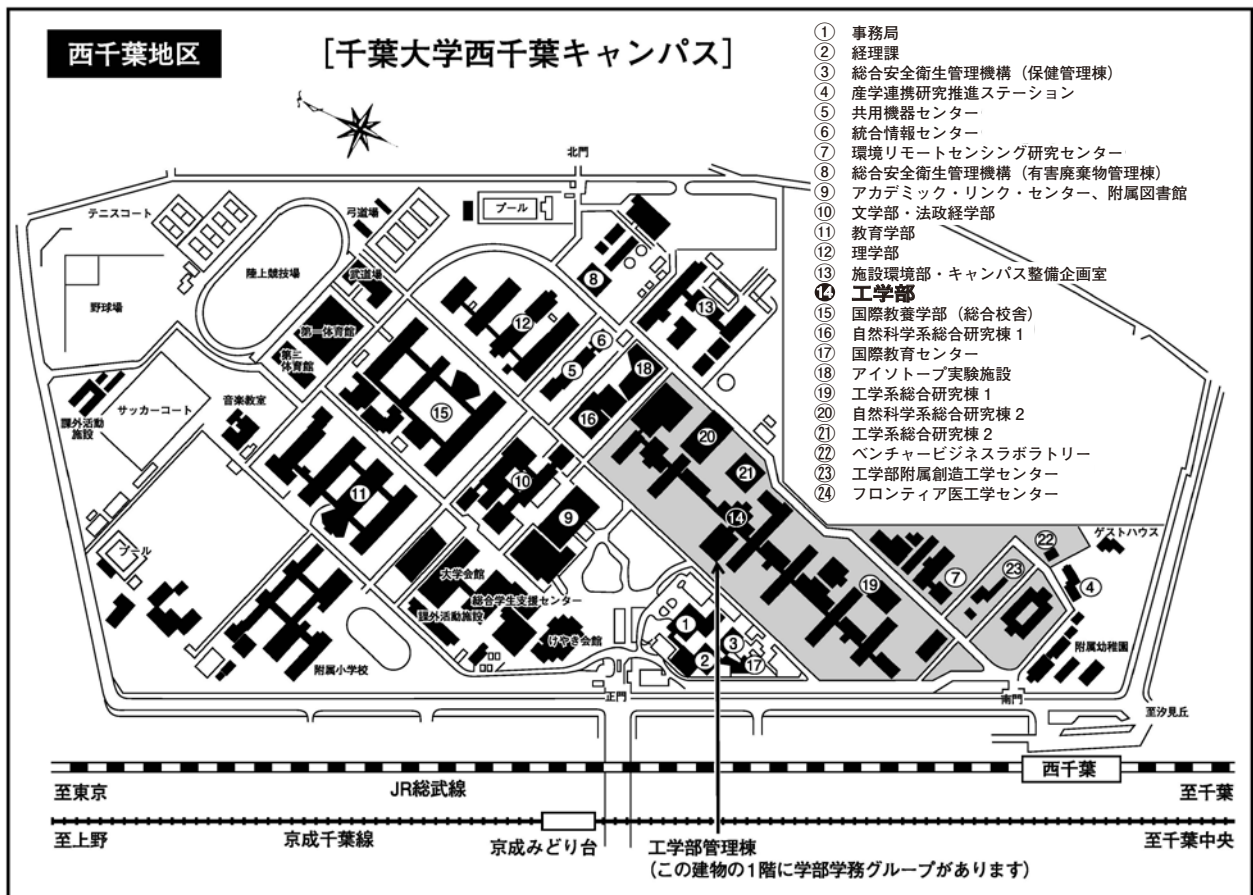 西千葉地区
[千葉大学西千葉キャンパス]
① 事務局
② 経理課
③ 総合安全衛生管理機構(保健管理棟)
④ 産学連携研究推進ステーション
⑤ 共用機器センター
⑥ 統合情報センター
⑦ 環境リモートセンシング研究センター
⑧ 総合安全衛生管理機構(有害廃棄物管理棟)
⑨ アカデミック・リンク・センター、附属図書館
⑩ 文学部・法政経学部
⑪ 教育学部
⑫ 理学部
⑬ 施設環境部・キャンパス整備企画室
⓮ 工学部
⑮ 国際教養学部(総合校舎)
⑯ 自然科学系総合研究棟1
⑰ 国際教育センター
⑱ アイソトープ実験施設
⑲ 工学系総合研究棟1
⑳ 自然科学系総合研究棟2
㉑ 工学系総合研究棟2
㉒ ベンチャービジネスラボラトリー
㉓ 工学部附属創造工学センター
㉔ フロンティア医工学センター
北門
テニスコート
弓道場
プール
陸上競技場
武道場
野球場
⑧
⑬
⑫
⑥
第一体育館
⑤
⑱
第二
体育館
⑮
⑯
課外活動
施設
サッカーコート
音楽教室
⑳
㉑
⑩
⑪
⑨
⓮
プール
大学会館
㉒
ゲストハウス
⑦
㉓
④
⑲
総合学生支援センター
課外活動施設
けやき会館
①
③
②
⑰
附属小学校
附属幼稚園
正門
南門
至汐見丘
西千葉
至東京
JR総武線
至千葉
至上野
京成千葉線
京成みどり台
至千葉中央
工学部管理棟
(この建物の1階に学部学務グループがあります)